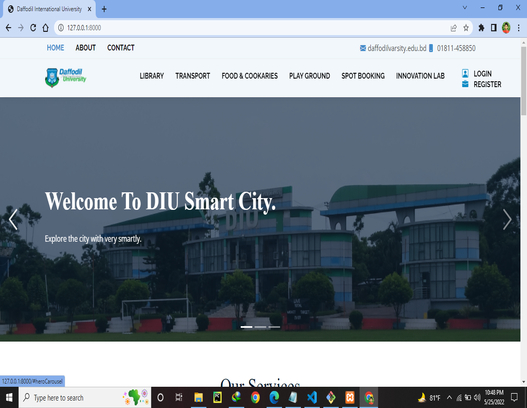 Daffodil International University
127.0.0.1:8000
HOME ABOUT CONTACT
daffodilvarsity.edu.bd 01811-458850
Daffodil
University
LIBRARY TRANSPORT FOOD & COOKARIES PLAY GROUND SPOT BOOKING INNOVATION LAB
LOGIN
REGISTER
DIU
Welcome To DIU Smart City.
Explore the city with very smartly.
Our Services
127.0.0.1:8000/#heroCarousel
Type here to search
81°F
10:48 PM
5/25/2022